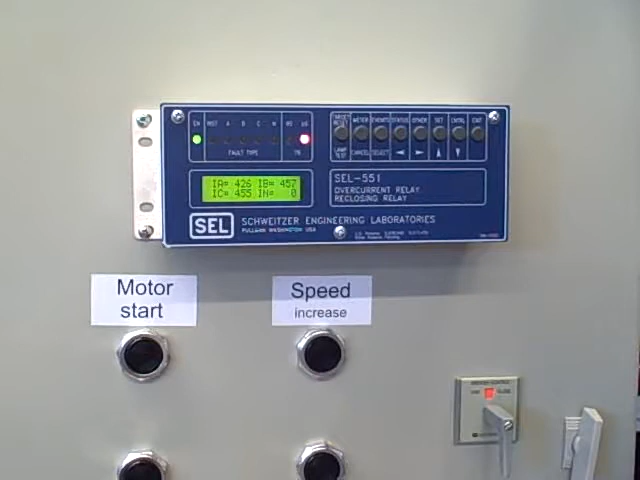 EN INST A B C N RS LO
FAULT TYPE
79
TARGET RESET METER EVENTS STATUS OTHER SET CNTRL EXIT
LAMP TEST CANCEL SELECT
IA= 426 IB= 457
IC= 455 IN= 0
SEL-551
OVERCURRENT RELAY
RECLOSING RELAY
SEL
SCHWEITZER ENGINEERING LABORATORIES
PULLMAN WASHINGTON USA
Motor
start
Speed
increase